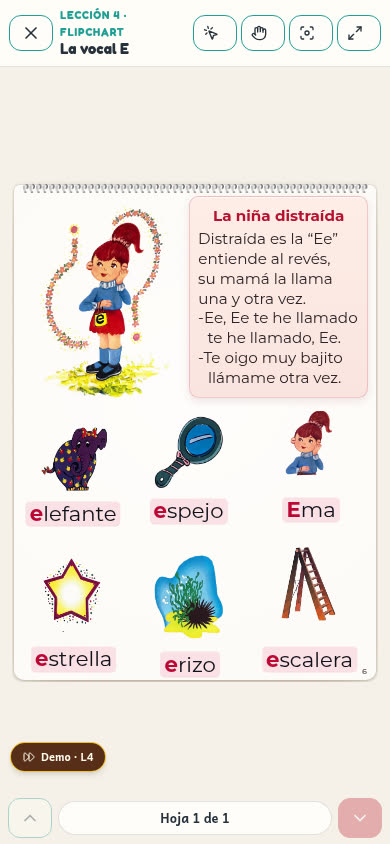 LECCIÓN 4 ·
FLIPCHART
La vocal E
La niña distraída
Distraída es la “Ee”
entiende al revés,
su mamá la llama
una y otra vez.
-Ee, Ee te he llamado
te he llamado, Ee.
-Te oigo muy bajito
llámame otra vez.
e
elefante
espejo
Ema
estrella
erizo
escalera
6
Demo · L4
Hoja 1 de 1